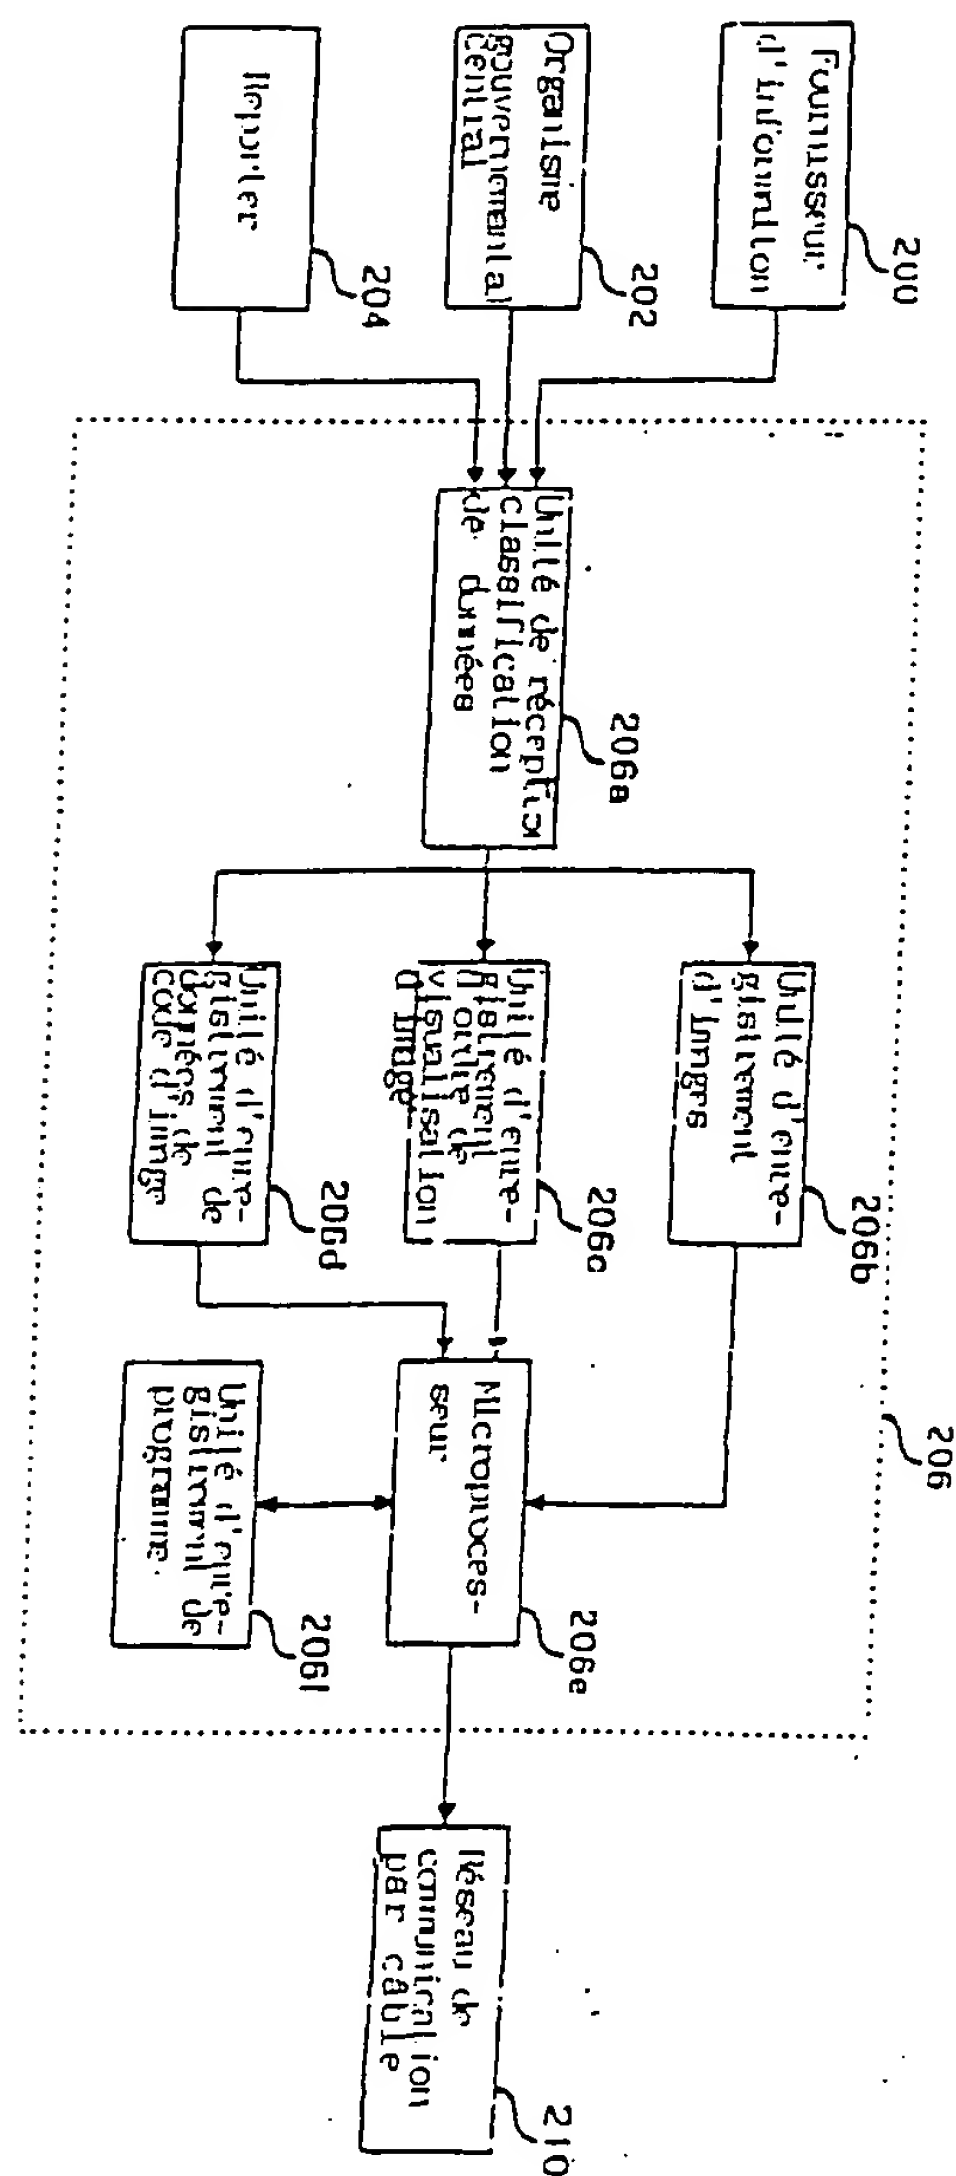 Fournisseur
d'information
200
Organisme
gouvernemental
central
202
Reporter
204
Unité de réception
classification
de données
206a
Unité d'enre-
gistrement
d'images
206b
Unité d'enre-
gistrement
d'ordre de
visualisation
d'image
206c
Unité d'enre-
gistrement de
données de
code d'image
206d
206
Microproces-
seur
206e
Unité d'enre-
gistrement de
programme.
206f
Réseau de
communication
par câble
210